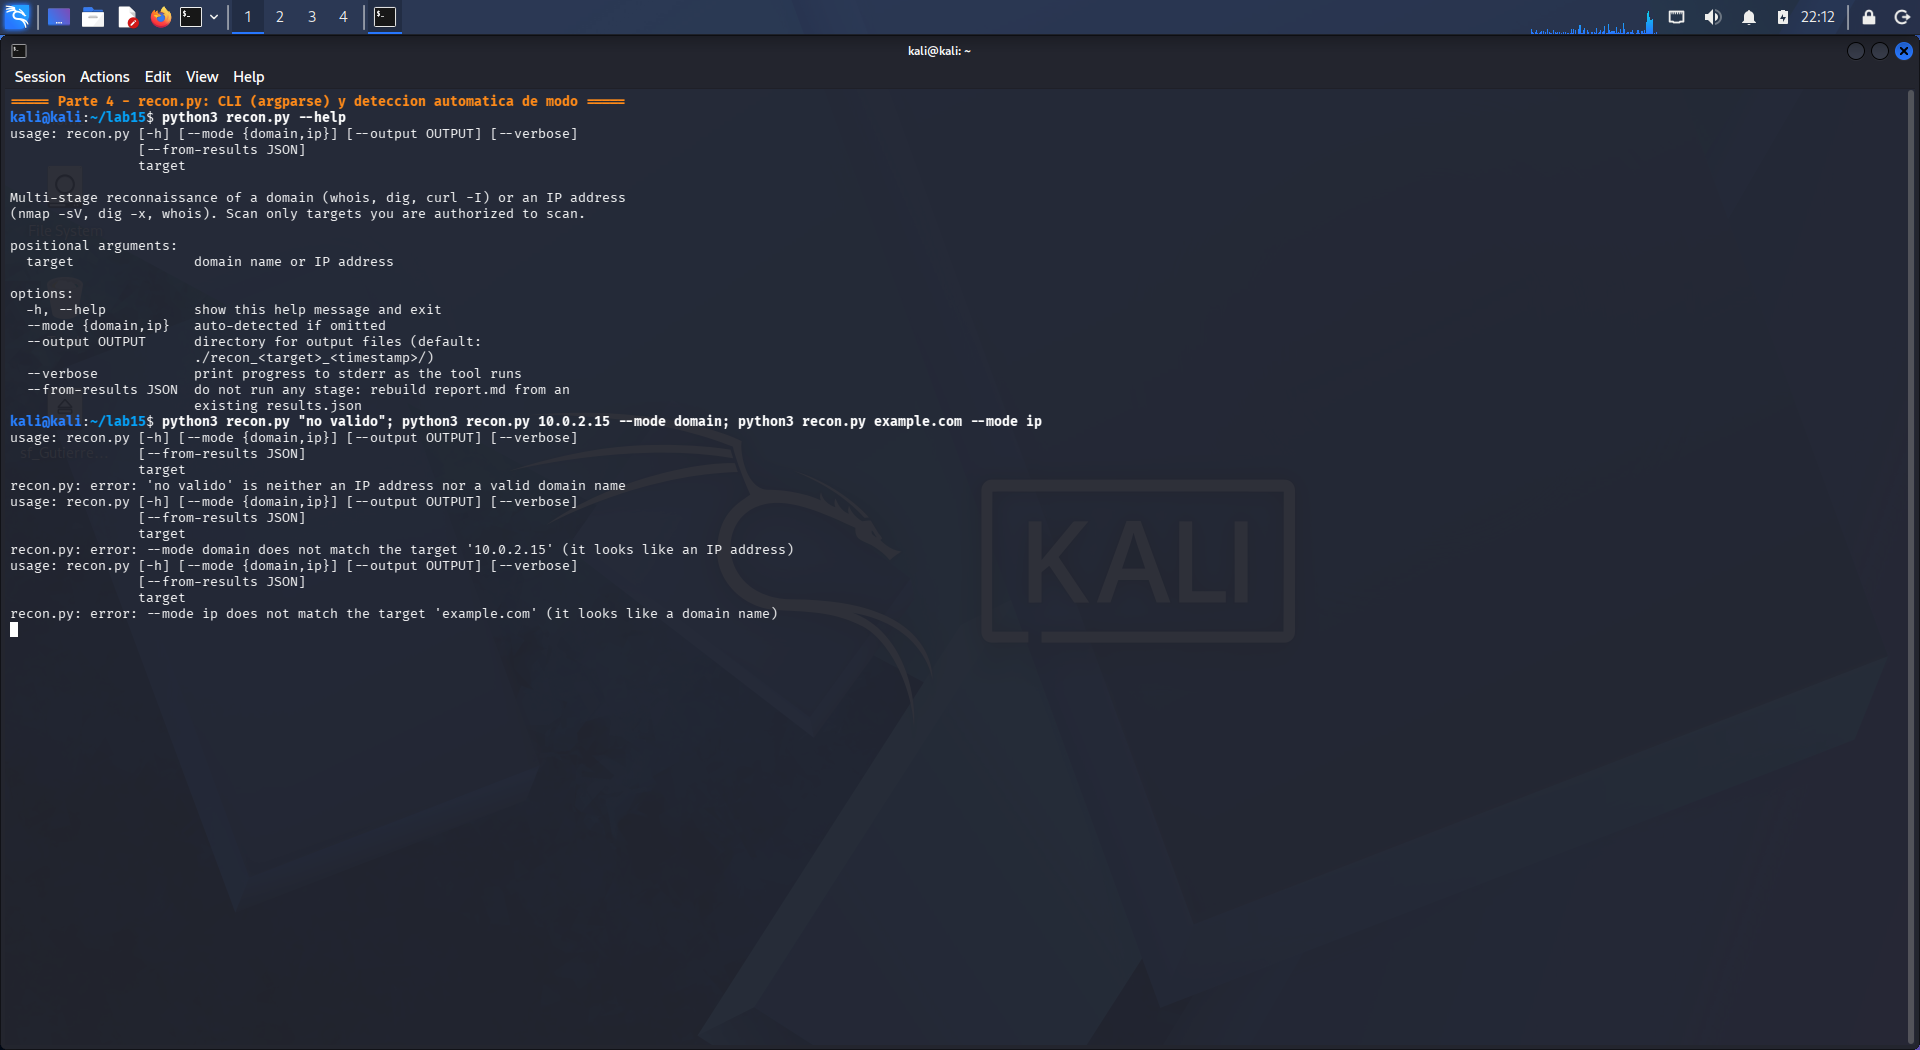 1 2 3 4 22:12
kali@kali: ~
Session Actions Edit View Help
===== Parte 4 - recon.py: CLI (argparse) y deteccion automatica de modo =====
kali@kali:~/lab15$ python3 recon.py --help
usage: recon.py [-h] [--mode {domain,ip}] [--output OUTPUT] [--verbose]
[--from-results JSON]
target
Multi-stage reconnaissance of a domain (whois, dig, curl -I) or an IP address
(nmap -sV, dig -x, whois). Scan only targets you are authorized to scan.
positional arguments:
target domain name or IP address
options:
-h, --help show this help message and exit
--mode {domain,ip} auto-detected if omitted
--output OUTPUT directory for output files (default:
./recon_<target>_<timestamp>/)
--verbose print progress to stderr as the tool runs
--from-results JSON do not run any stage: rebuild report.md from an
existing results.json
kali@kali:~/lab15$ python3 recon.py "no valido"; python3 recon.py 10.0.2.15 --mode domain; python3 recon.py example.com --mode ip
usage: recon.py [-h] [--mode {domain,ip}] [--output OUTPUT] [--verbose]
[--from-results JSON]
target
recon.py: error: 'no valido' is neither an IP address nor a valid domain name
usage: recon.py [-h] [--mode {domain,ip}] [--output OUTPUT] [--verbose]
[--from-results JSON]
target
recon.py: error: --mode domain does not match the target '10.0.2.15' (it looks like an IP address)
usage: recon.py [-h] [--mode {domain,ip}] [--output OUTPUT] [--verbose]
[--from-results JSON]
target
recon.py: error: --mode ip does not match the target 'example.com' (it looks like a domain name)
KALI
File System